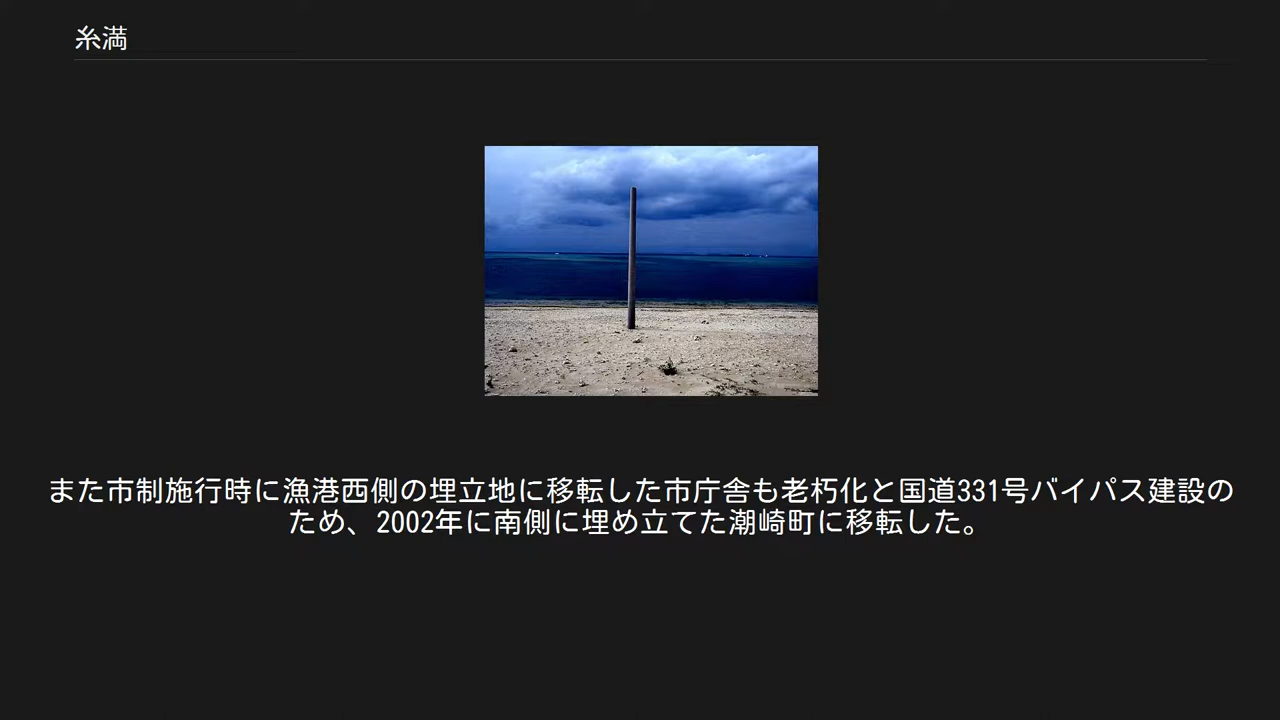 糸満
また市制施行時に漁港西側の埋立地に移転した市庁舎も老朽化と国道331号バイパス建設の
ため、2002年に南側に埋め立てた潮崎町に移転した。